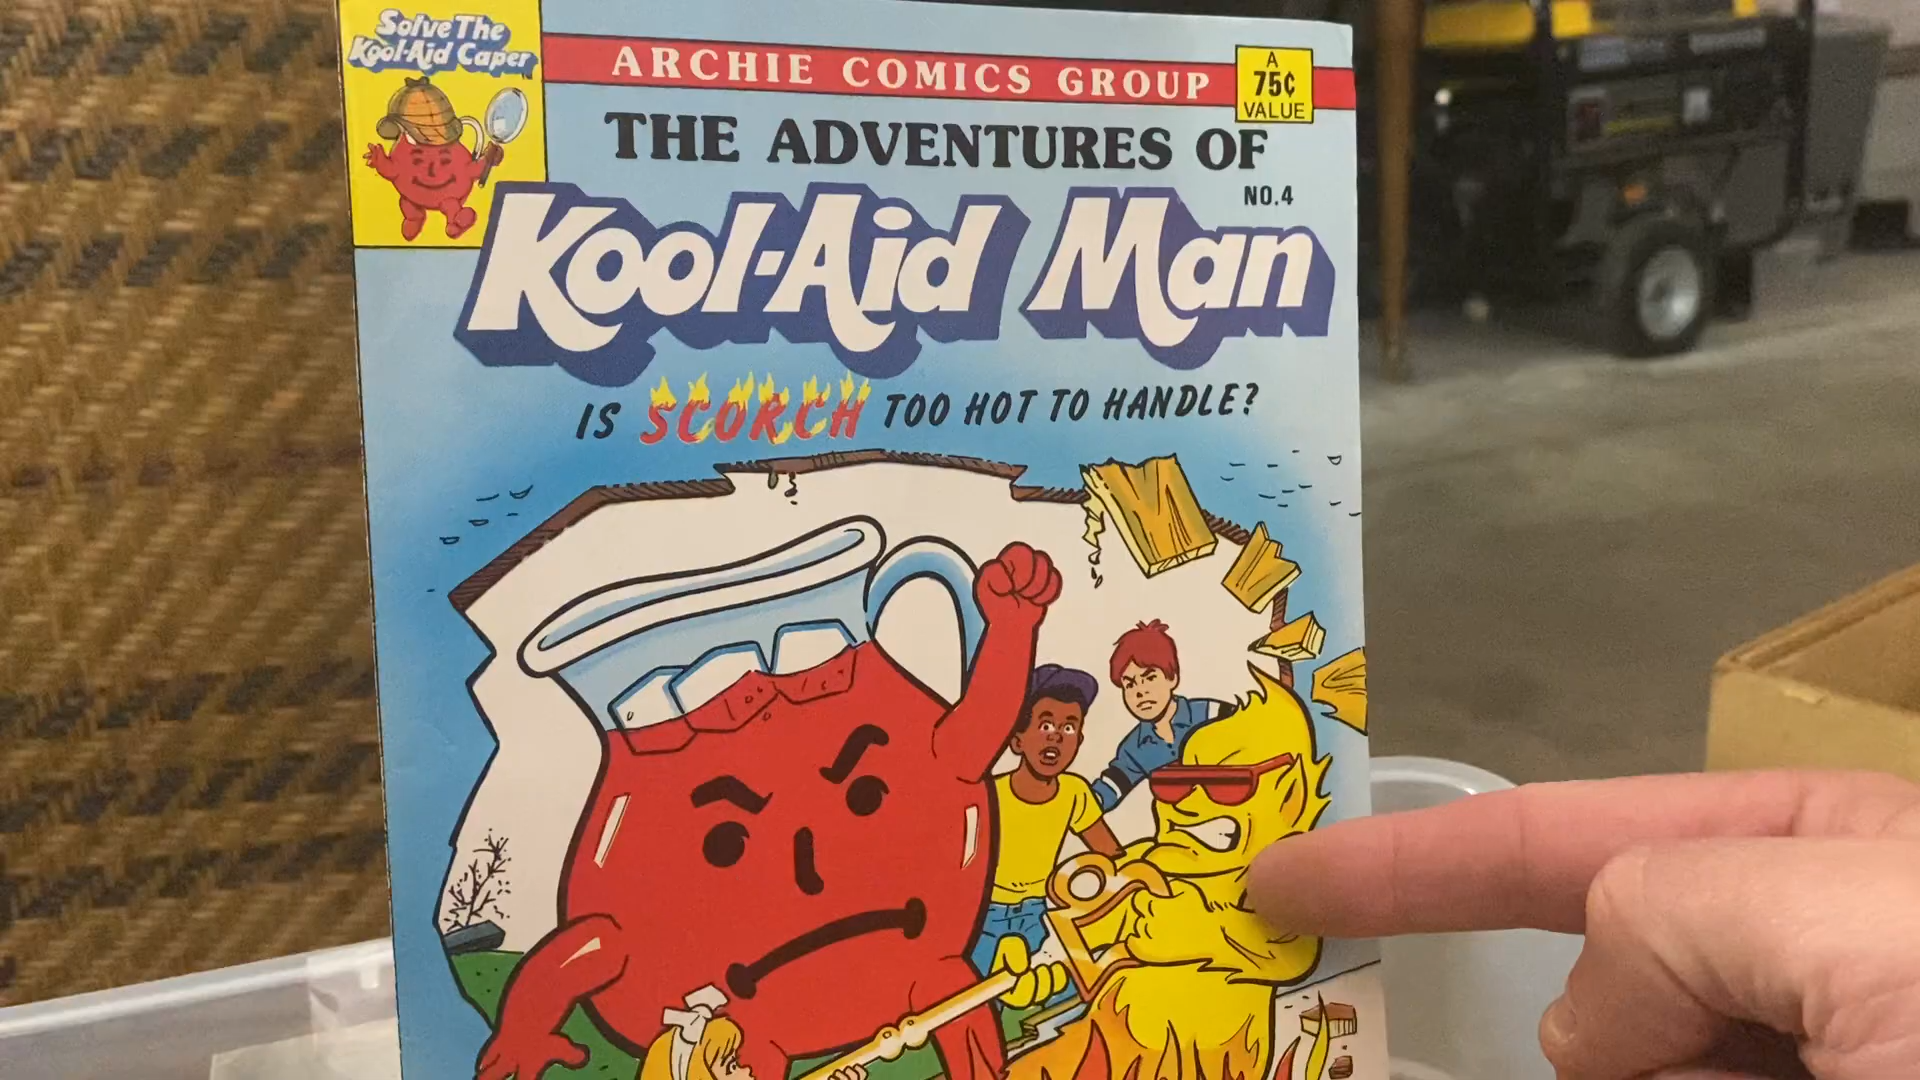 Solve The
Kool-Aid Caper
ARCHIE COMICS GROUP
A
75¢
VALUE
THE ADVENTURES OF
NO.4
Kool-Aid Man
IS SCORCH TOO HOT TO HANDLE?